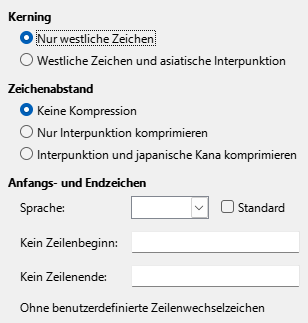 Kerning
Nur westliche Zeichen
Westliche Zeichen und asiatische Interpunktion
Zeichenabstand
Keine Kompression
Nur Interpunktion komprimieren
Interpunktion und japanische Kana komprimieren
Anfangs- und Endzeichen
Sprache: Standard
Kein Zeilenbeginn:
Kein Zeilenende:
Ohne benutzerdefinierte Zeilenwechselzeichen